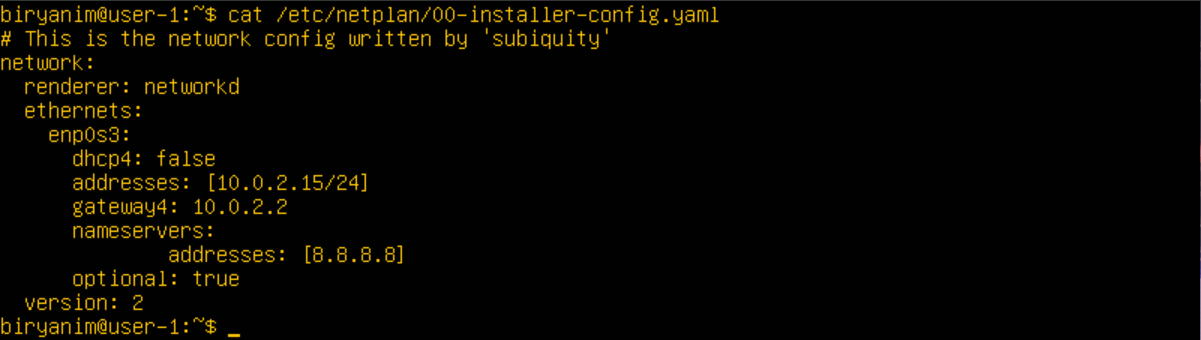 biryanim@user-1:~$ cat /etc/netplan/00-installer-config.yaml
# This is the network config written by 'subiquity'
network:
  renderer: networkd
  ethernets:
    enp0s3:
      dhcp4: false
      addresses: [10.0.2.15/24]
      gateway4: 10.0.2.2
      nameservers:
              addresses: [8.8.8.8]
      optional: true
  version: 2
biryanim@user-1:~$ _